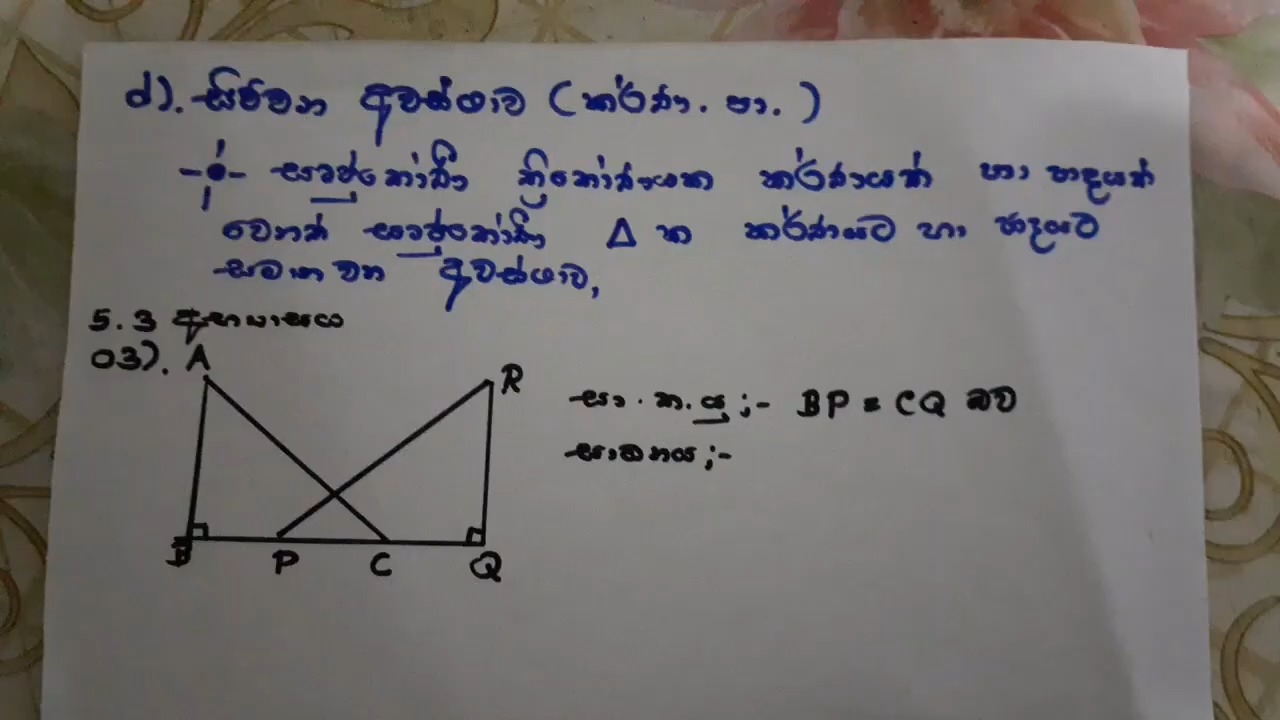 d). සිව්වන අවස්ථාව (කර්ණ. පා. )
සෘජුකෝණී ත්‍රිකෝණයක කර්ණයක් හා පාදයක්
වෙනත් සෘජුකෝණී Δ ක කර්ණයට හා පාදයට
සමාන වන අවස්ථාව,
5.3 අභ්‍යාසය
03). A
R
සා.ක.යු ;- BP = CQ බව
සාධනය ;-
B P C Q